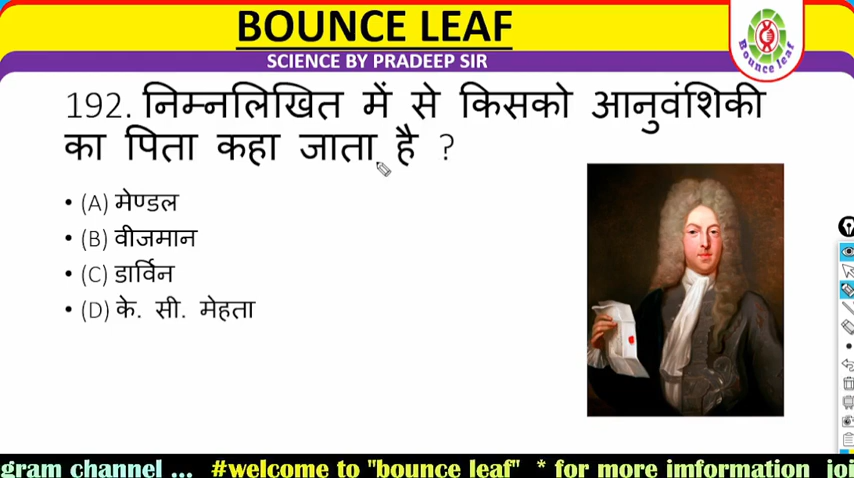 BOUNCE LEAF
SCIENCE BY PRADEEP SIR
Bounce leaf
192. निम्नलिखित में से किसको आनुवंशिकी
का पिता कहा जाता है ?
• (A) मेण्डल
• (B) वीजमान
• (C) डार्विन
• (D) के. सी. मेहता
gram channel ... #welcome to "bounce leaf" * for more imformation joi